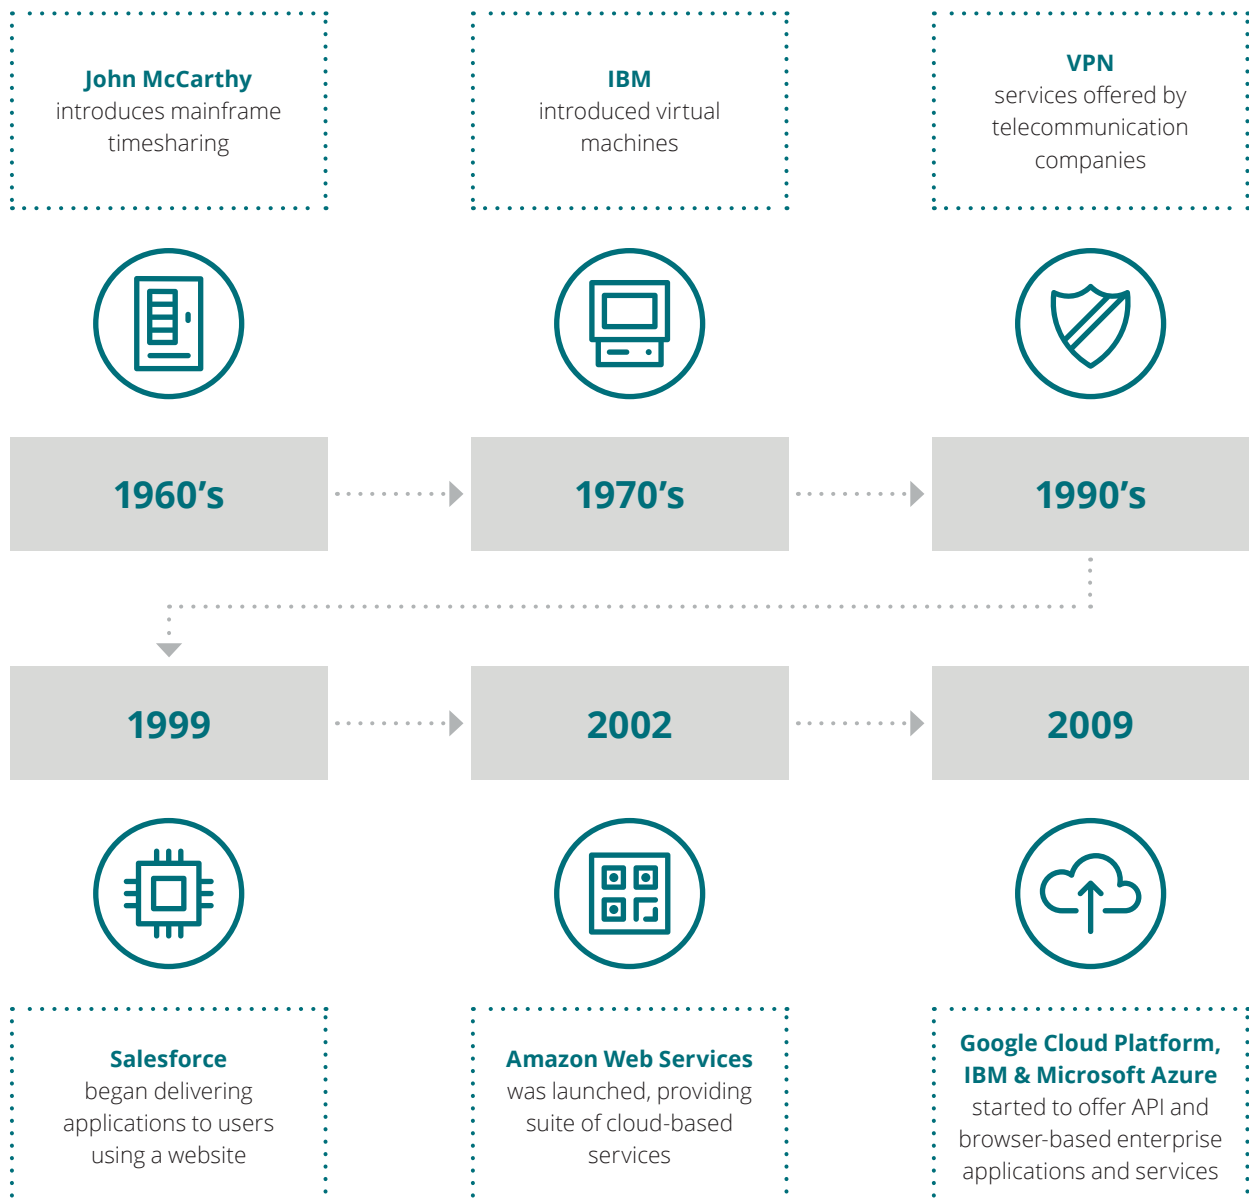 John McCarthy
introduces mainframe
timesharing
IBM
introduced virtual
machines
VPN
services offered by
telecommunication
companies
1960’s
1970’s
1990’s
1999
2002
2009
Salesforce
began delivering
applications to users
using a website
Amazon Web Services
was launched, providing
suite of cloud-based
services
Google Cloud Platform,
IBM & Microsoft Azure
started to offer API and
browser-based enterprise
applications and services